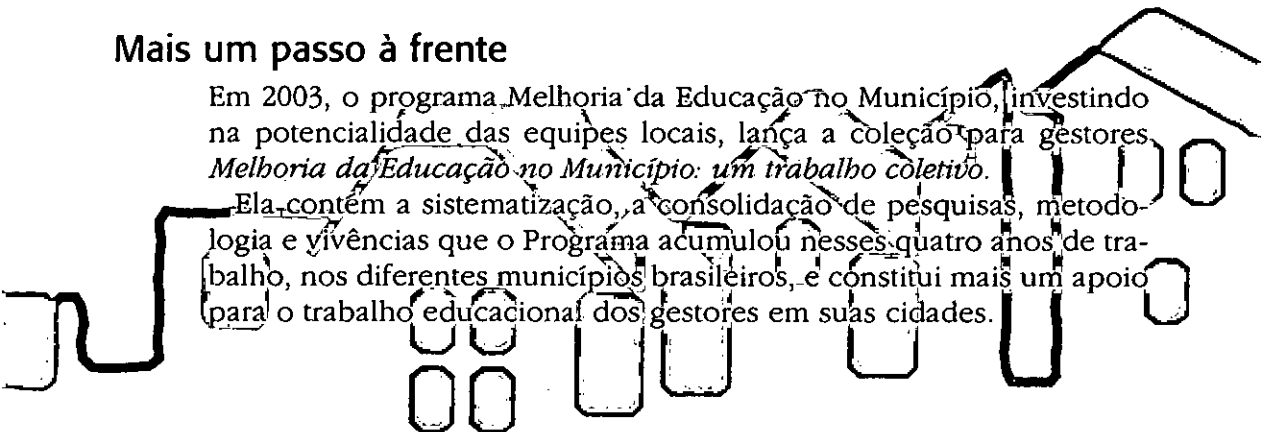 Mais um passo à frente
Em 2003, o programa Melhoria da Educação no Município, investindo
na potencialidade das equipes locais, lança a coleção para gestores
Melhoria da Educação no Município: um trabalho coletivo.
Ela contém a sistematização, a consolidação de pesquisas, metodo-
logia e vivências que o Programa acumulou nesses quatro anos de tra-
balho, nos diferentes municípios brasileiros, e constitui mais um apoio
para o trabalho educacional dos gestores em suas cidades.